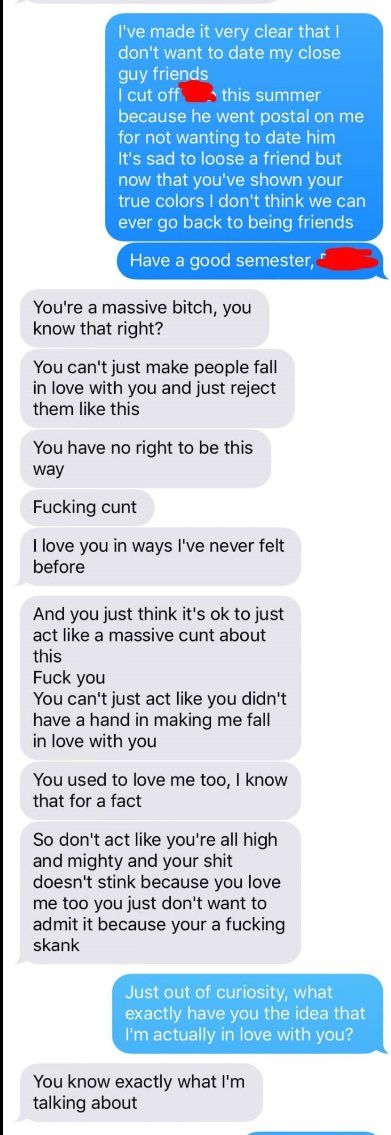 I've made it very clear that I
don't want to date my close
guy friends
I cut off this summer
because he went postal on me
for not wanting to date him
It's sad to loose a friend but
now that you've shown your
true colors I don't think we can
ever go back to being friends
Have a good semester,
You're a massive bitch, you
know that right?
You can't just make people fall
in love with you and just reject
them like this
You have no right to be this
way
Fucking cunt
I love you in ways I've never felt
before
And you just think it's ok to just
act like a massive cunt about
this
Fuck you
You can't just act like you didn't
have a hand in making me fall
in love with you
You used to love me too, I know
that for a fact
So don't act like you're all high
and mighty and your shit
doesn't stink because you love
me too you just don't want to
admit it because your a fucking
skank
Just out of curiosity, what
exactly have you the idea that
I'm actually in love with you?
You know exactly what I'm
talking about